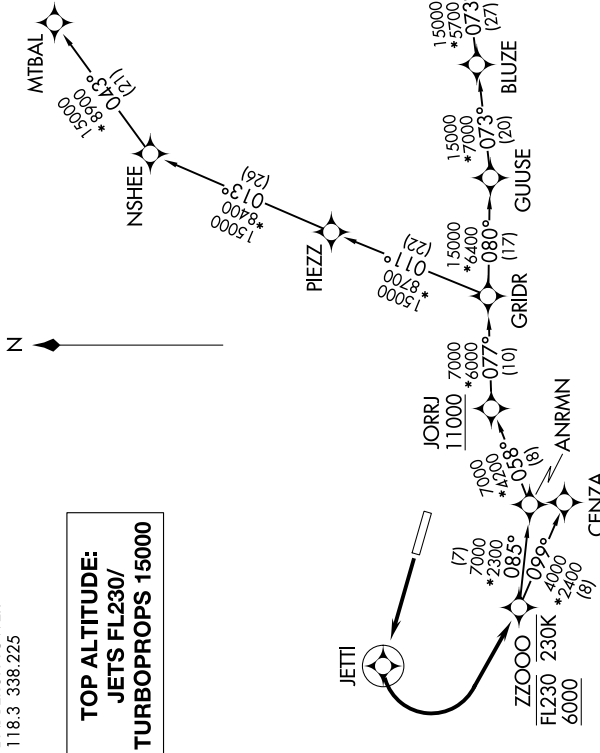 118.3 338.225
TOP ALTITUDE:
JETS FL230/
TURBOPROPS 15000
N
MTBAL
15000
*8900
043°
(21)
NSHEE
15000
*8400
013°
(26)
PIEZZ
15000
*8700
011°
(22)
15000
*5700
073°
(27)
BLUZE
15000
*7000
073°
(20)
GUUSE
15000
*6400
080°
(17)
GRIDR
7000
*6000
077°
(10)
JORRJ
11000
7000
*4200
058°
(8)
ANRMN
CENZA
(7)
7000
*2300
085°
099°
4000
*2400
(8)
JETTI
ZZOOO
FL230 230K
6000